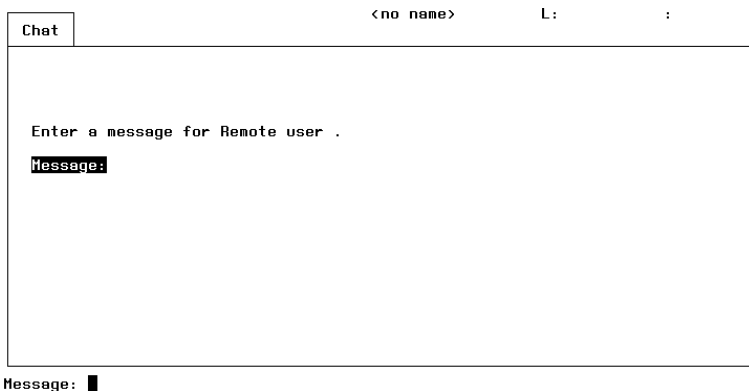 <no name> L: :
Chat
Enter a message for Remote user .
Message:
Message: